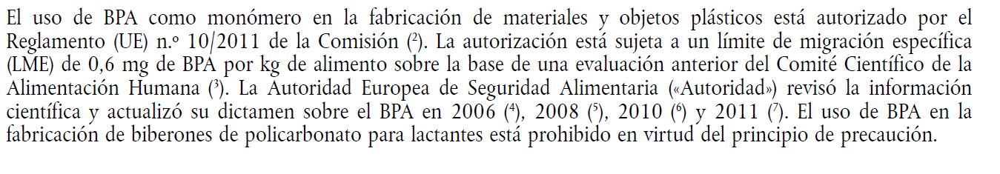 El uso de BPA como monómero en la fabricación de materiales y objetos plásticos está autorizado por el
Reglamento (UE) n.º 10/2011 de la Comisión (²). La autorización está sujeta a un límite de migración específica
(LME) de 0,6 mg de BPA por kg de alimento sobre la base de una evaluación anterior del Comité Científico de la
Alimentación Humana (³). La Autoridad Europea de Seguridad Alimentaria («Autoridad») revisó la información
científica y actualizó su dictamen sobre el BPA en 2006 (⁴), 2008 (⁵), 2010 (⁶) y 2011 (⁷). El uso de BPA en la
fabricación de biberones de policarbonato para lactantes está prohibido en virtud del principio de precaución.